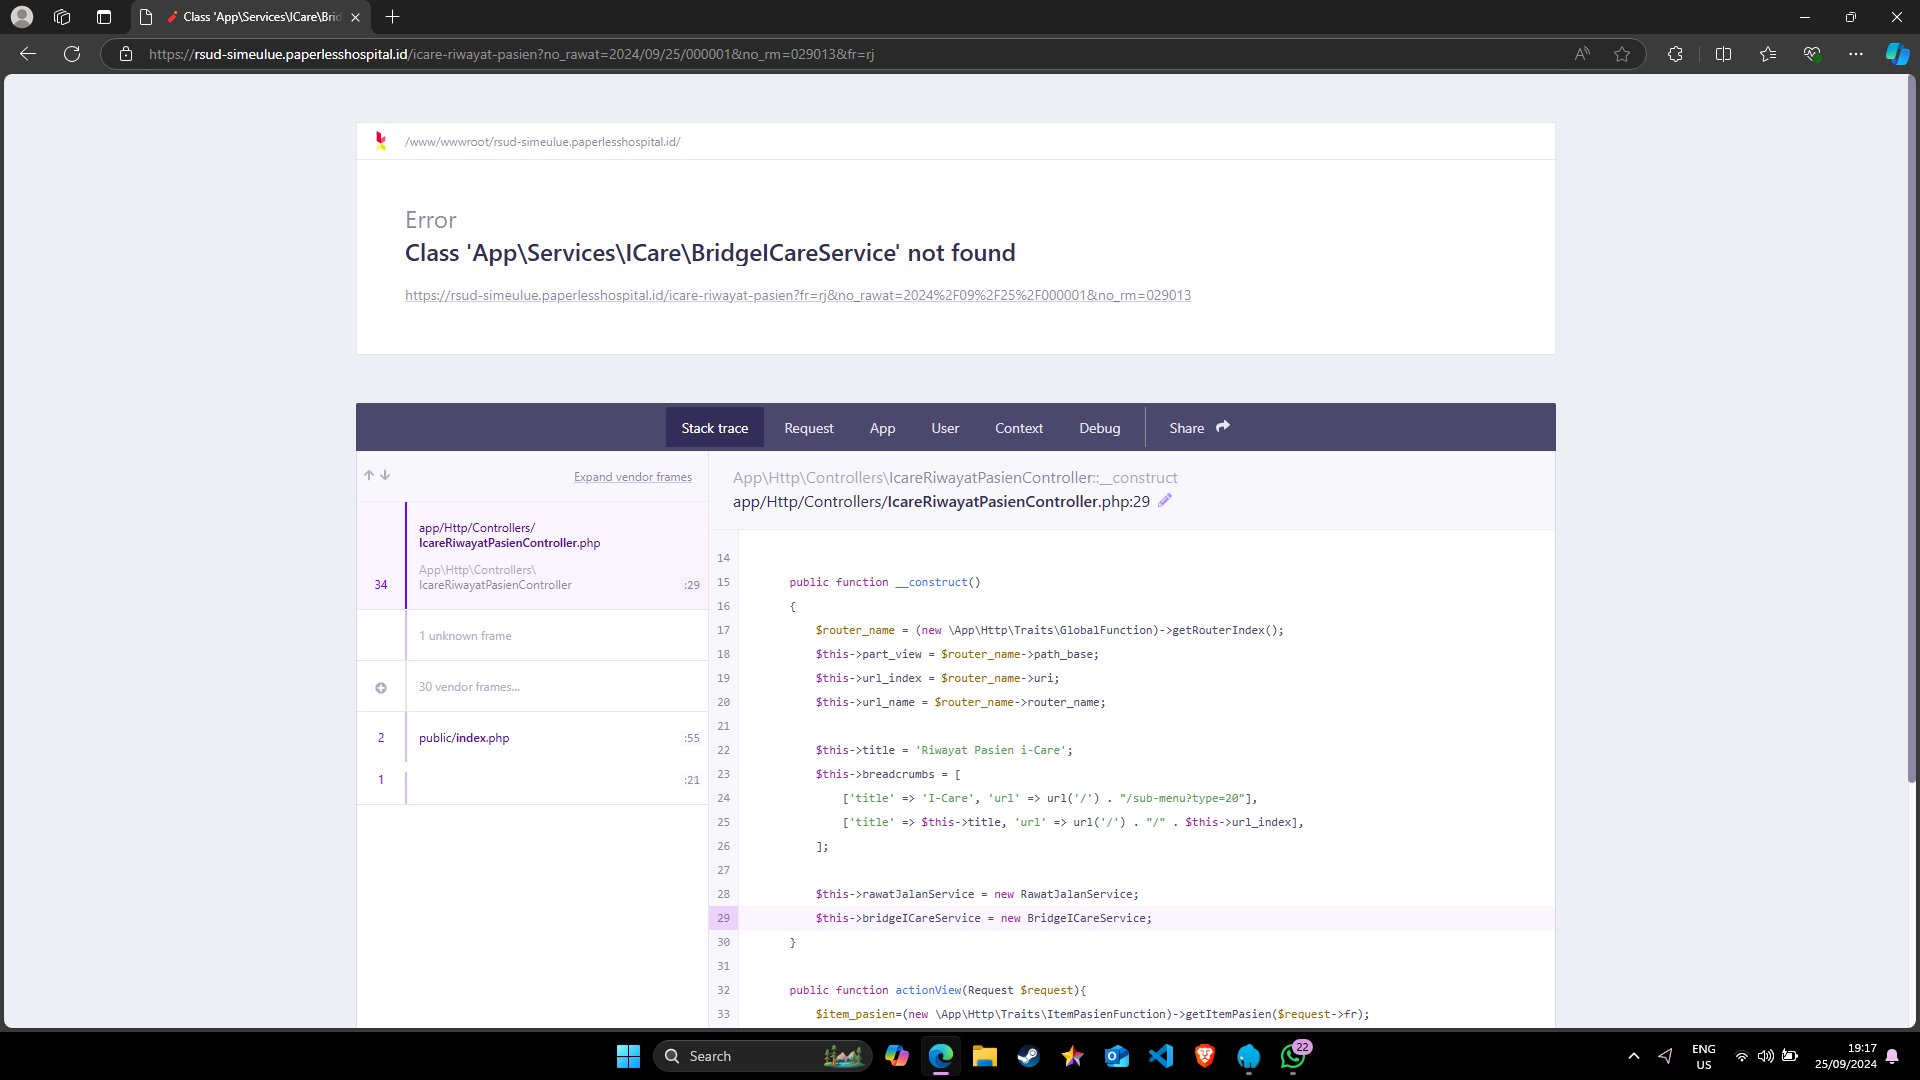 Class 'App\Services\ICare\Brid
https://rsud-simeulue.paperlesshospital.id/icare-riwayat-pasien?no_rawat=2024/09/25/000001&no_rm=029013&fr=rj
/www/wwwroot/rsud-simeulue.paperlesshospital.id/
Error
Class 'App\Services\ICare\BridgeICareService' not found
https://rsud-simeulue.paperlesshospital.id/icare-riwayat-pasien?fr=rj&no_rawat=2024%2F09%2F25%2F000001&no_rm=029013
Stack trace Request App User Context Debug Share
Expand vendor frames
app/Http/Controllers/
IcareRiwayatPasienController.php
App\Http\Controllers\
34 IcareRiwayatPasienController :29
1 unknown frame
30 vendor frames...
2 public/index.php :55
1 :21
App\Http\Controllers\IcareRiwayatPasienController::__construct
app/Http/Controllers/IcareRiwayatPasienController.php:29
14
15 public function __construct()
16 {
17 $router_name = (new \App\Http\Traits\GlobalFunction)->getRouterIndex();
18 $this->part_view = $router_name->path_base;
19 $this->url_index = $router_name->uri;
20 $this->url_name = $router_name->router_name;
21
22 $this->title = 'Riwayat Pasien i-Care';
23 $this->breadcrumbs = [
24 ['title' => 'I-Care', 'url' => url('/') . "/sub-menu?type=20"],
25 ['title' => $this->title, 'url' => url('/') . "/" . $this->url_index],
26 ];
27
28 $this->rawatJalanService = new RawatJalanService;
29 $this->bridgeICareService = new BridgeICareService;
30 }
31
32 public function actionView(Request $request){
33 $item_pasien=(new \App\Http\Traits\ItemPasienFunction)->getItemPasien($request->fr);
Search
22
ENG
US
19:17
25/09/2024